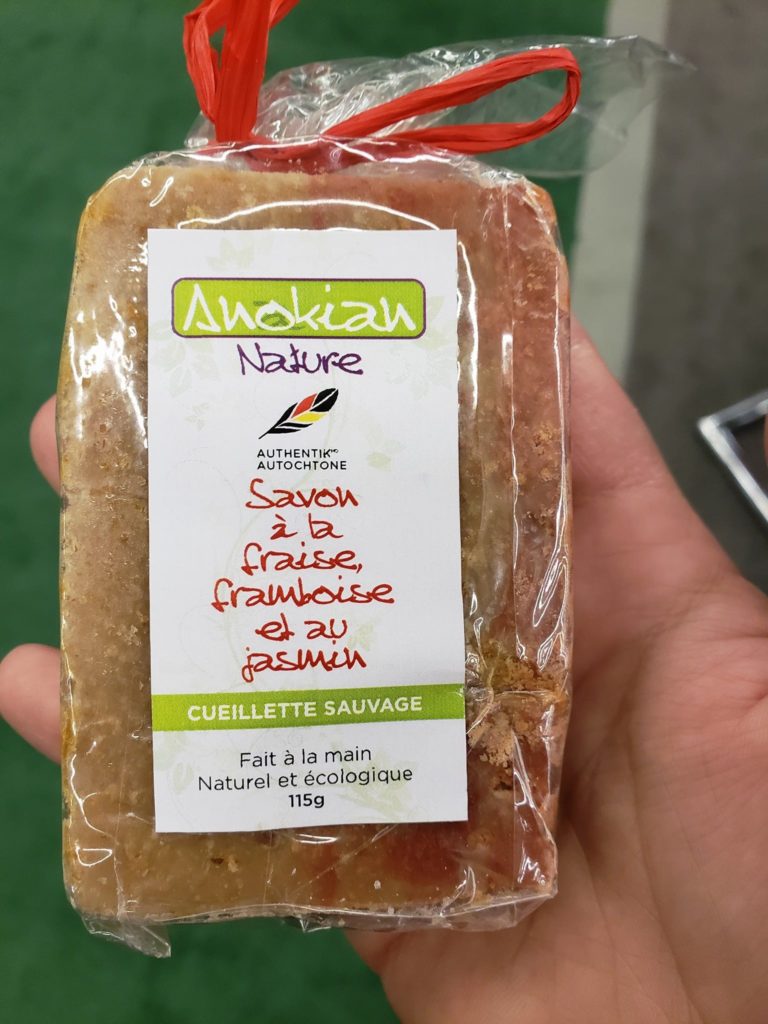 Anokian
Nature
AUTHENTIK MD
AUTOCHTONE
Savon
à la
fraise,
framboise
et au
jasmin
CUEILLETTE SAUVAGE
Fait à la main
Naturel et écologique
115g